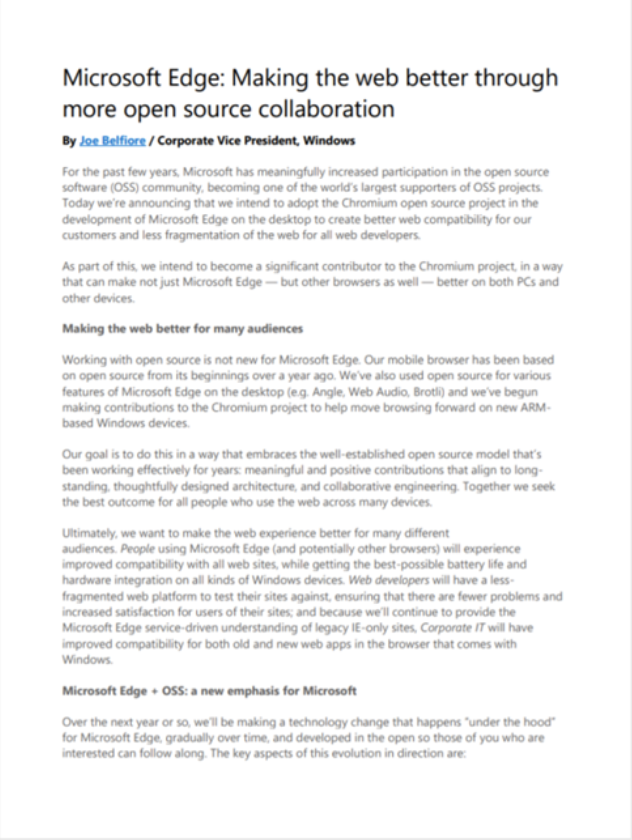 Microsoft Edge: Making the web better through
more open source collaboration
By Joe Belfiore / Corporate Vice President, Windows
For the past few years, Microsoft has meaningfully increased participation in the open source
software (OSS) community, becoming one of the world's largest supporters of OSS projects.
Today we're announcing that we intend to adopt the Chromium open source project in the
development of Microsoft Edge on the desktop to create better web compatibility for our
customers and less fragmentation of the web for all web developers.
As part of this, we intend to become a significant contributor to the Chromium project, in a way
that can make not just Microsoft Edge — but other browsers as well — better on both PCs and
other devices.
Making the web better for many audiences
Working with open source is not new for Microsoft Edge. Our mobile browser has been based
on open source from its beginnings over a year ago. We've also used open source for various
features of Microsoft Edge on the desktop (e.g. Angle, Web Audio, Brotli) and we've begun
making contributions to the Chromium project to help move browsing forward on new ARM-
based Windows devices.
Our goal is to do this in a way that embraces the well-established open source model that's
been working effectively for years: meaningful and positive contributions that align to long-
standing, thoughtfully designed architecture, and collaborative engineering. Together we seek
the best outcome for all people who use the web across many devices.
Ultimately, we want to make the web experience better for many different
audiences. People using Microsoft Edge (and potentially other browsers) will experience
improved compatibility with all web sites, while getting the best-possible battery life and
hardware integration on all kinds of Windows devices. Web developers will have a less-
fragmented web platform to test their sites against, ensuring that there are fewer problems and
increased satisfaction for users of their sites; and because we'll continue to provide the
Microsoft Edge service-driven understanding of legacy IE-only sites, Corporate IT will have
improved compatibility for both old and new web apps in the browser that comes with
Windows.
Microsoft Edge + OSS: a new emphasis for Microsoft
Over the next year or so, we'll be making a technology change that happens "under the hood"
for Microsoft Edge, gradually over time, and developed in the open so those of you who are
interested can follow along. The key aspects of this evolution in direction are: